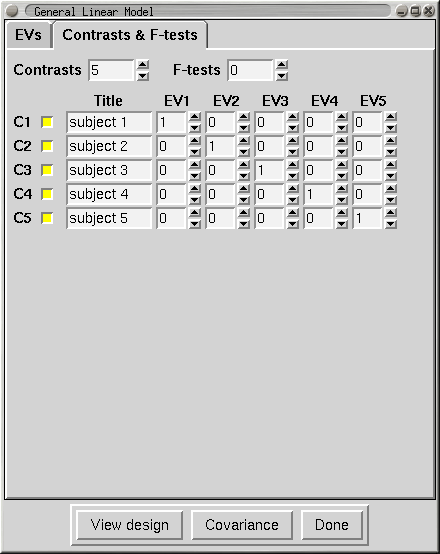 General Linear Model
EVs Contrasts & F-tests
Contrasts 5 F-tests 0
Title EV1 EV2 EV3 EV4 EV5
C1 subject 1 1 0 0 0 0
C2 subject 2 0 1 0 0 0
C3 subject 3 0 0 1 0 0
C4 subject 4 0 0 0 1 0
C5 subject 5 0 0 0 0 1
View design Covariance Done